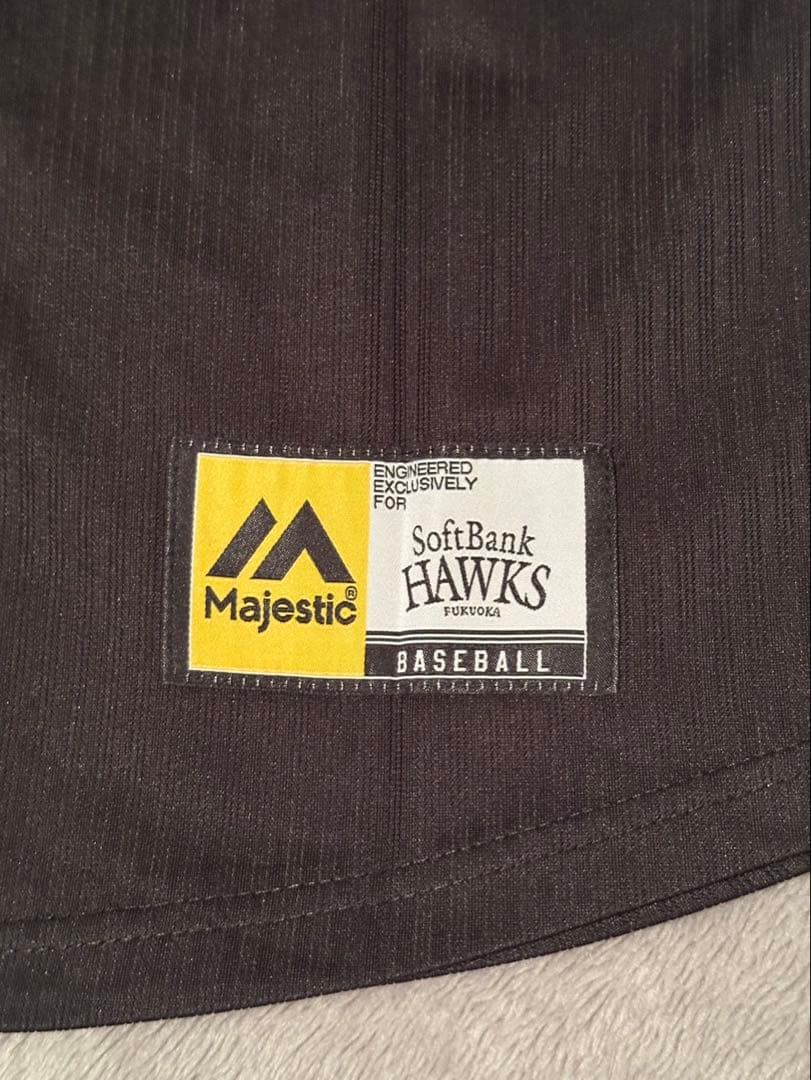 Majestic®
ENGINEERED
EXCLUSIVELY
FOR
SoftBank
HAWKS
FUKUOKA
BASEBALL